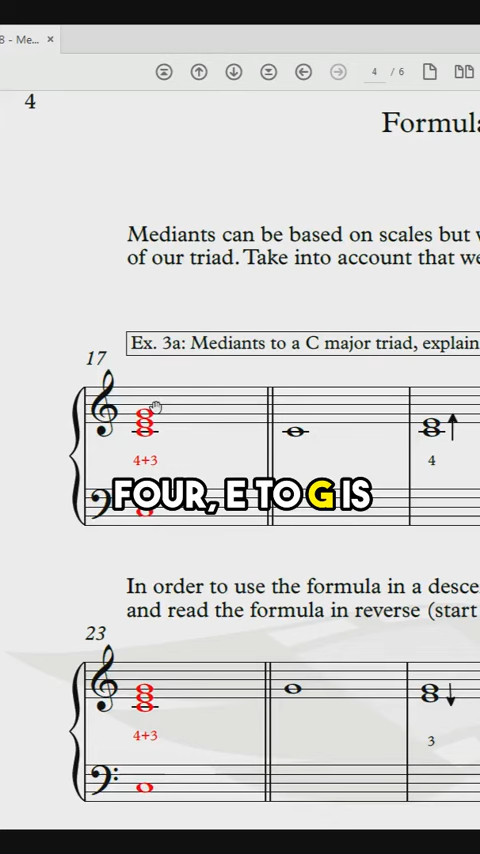 8 - Me... ×
4 / 6
4
Formul
Mediants can be based on scales but
of our triad. Take into account that we
Ex. 3a: Mediants to a C major triad, explain
17
4+3
4
FOUR, E TO G IS
In order to use the formula in a desce
and read the formula in reverse (start
23
4+3
3